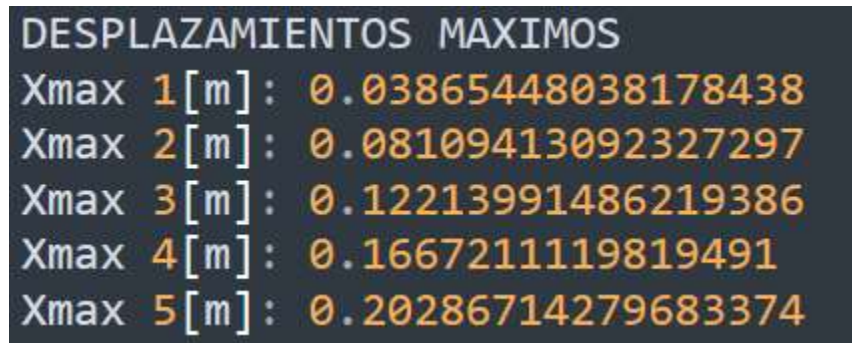 DESPLAZAMIENTOS MAXIMOS
Xmax 1[m]: 0.03865448038178438
Xmax 2[m]: 0.08109413092327297
Xmax 3[m]: 0.12213991486219386
Xmax 4[m]: 0.1667211119819491
Xmax 5[m]: 0.20286714279683374